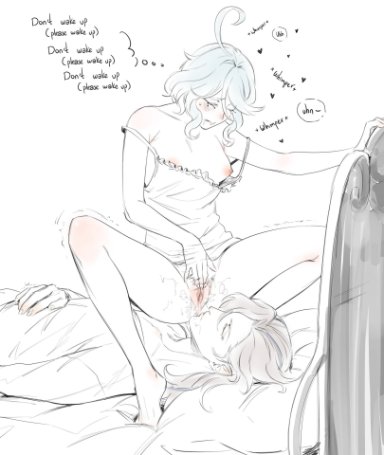 Don't wake up
(please wake up)
Don't wake up
(please wake up)
Don't wake up
(please wake up)
*whimper*
Uh
*Whimper*
uhn~
*Whimper*